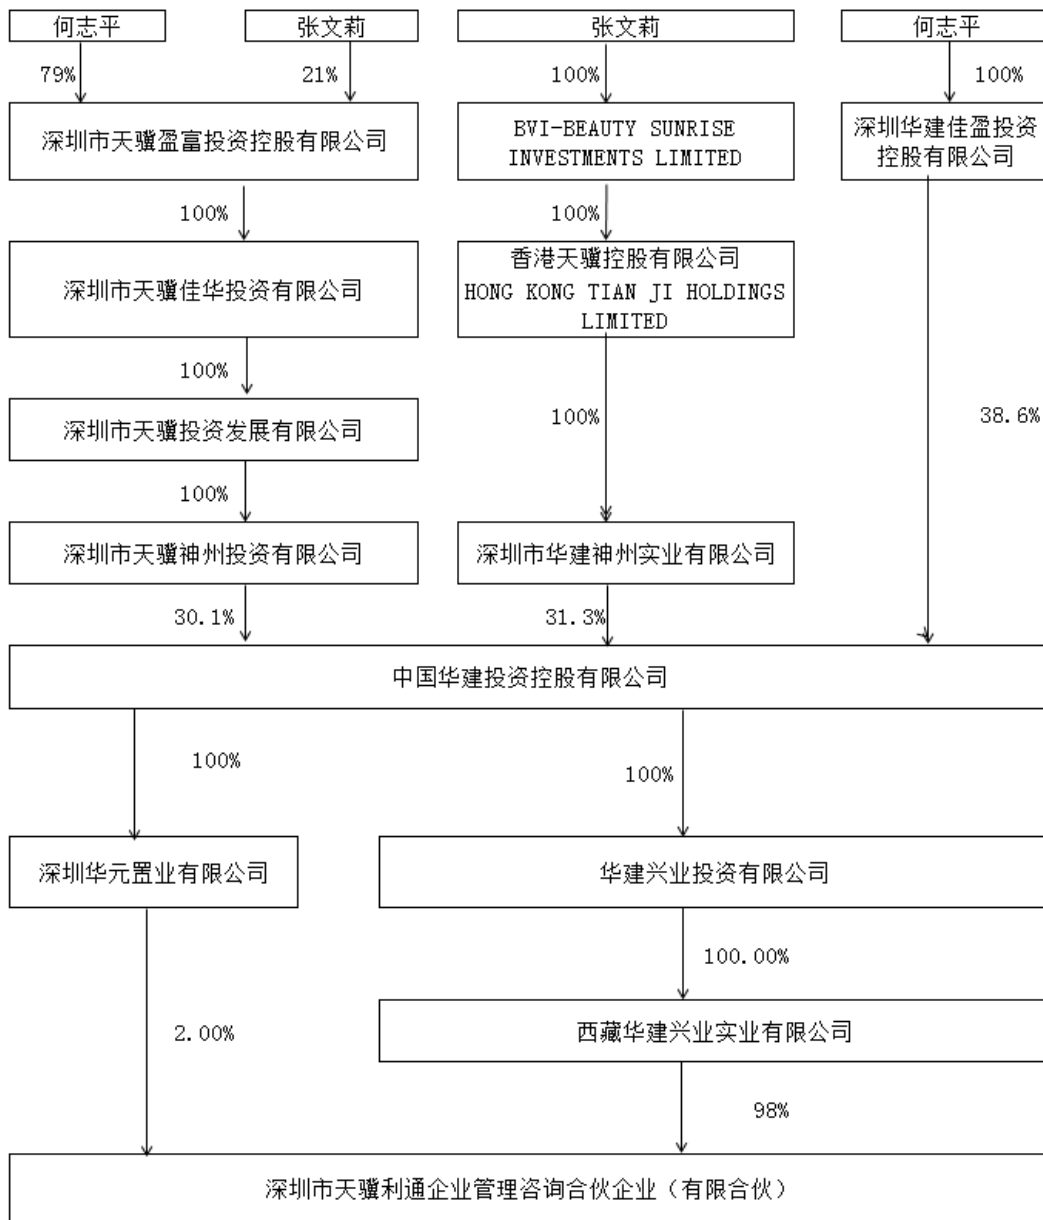 何志平
张文莉
张文莉
何志平
79%
21%
100%
100%
深圳市天骥盈富投资控股有限公司
BVI-BEAUTY SUNRISE
INVESTMENTS LIMITED
深圳华建佳盈投资
控股有限公司
100%
100%
深圳市天骥佳华投资有限公司
香港天骥控股有限公司
HONG KONG TIAN JI HOLDINGS
LIMITED
100%
深圳市天骥投资发展有限公司
100%
38.6%
100%
深圳市天骥神州投资有限公司
深圳市华建神州实业有限公司
30.1%
31.3%
中国华建投资控股有限公司
100%
100%
深圳华元置业有限公司
华建兴业投资有限公司
100.00%
2.00%
西藏华建兴业实业有限公司
98%
深圳市天骥利通企业管理咨询合伙企业（有限合伙）